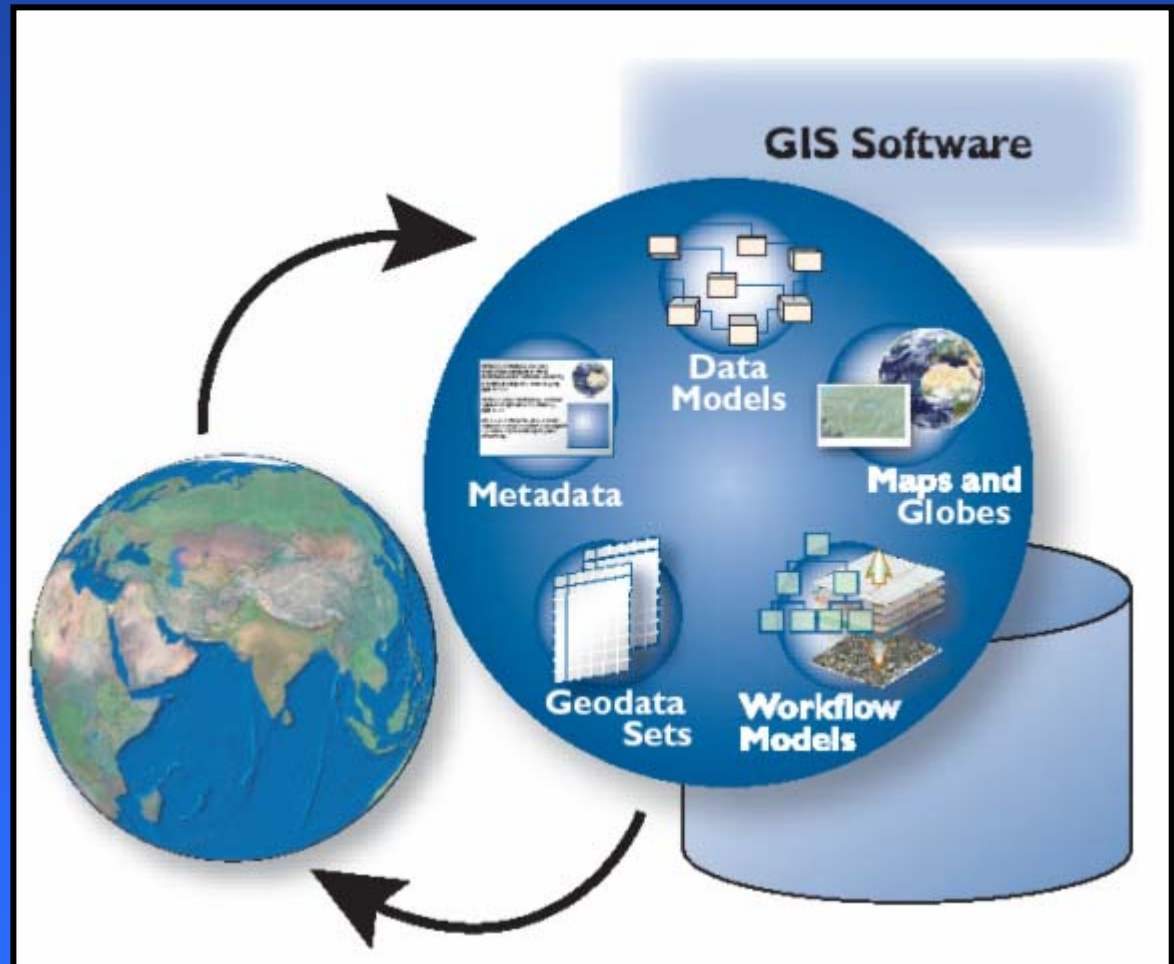 GIS Software
Data
Models
Metadata
Maps and
Globes
Geodata
Sets
Workflow
Models